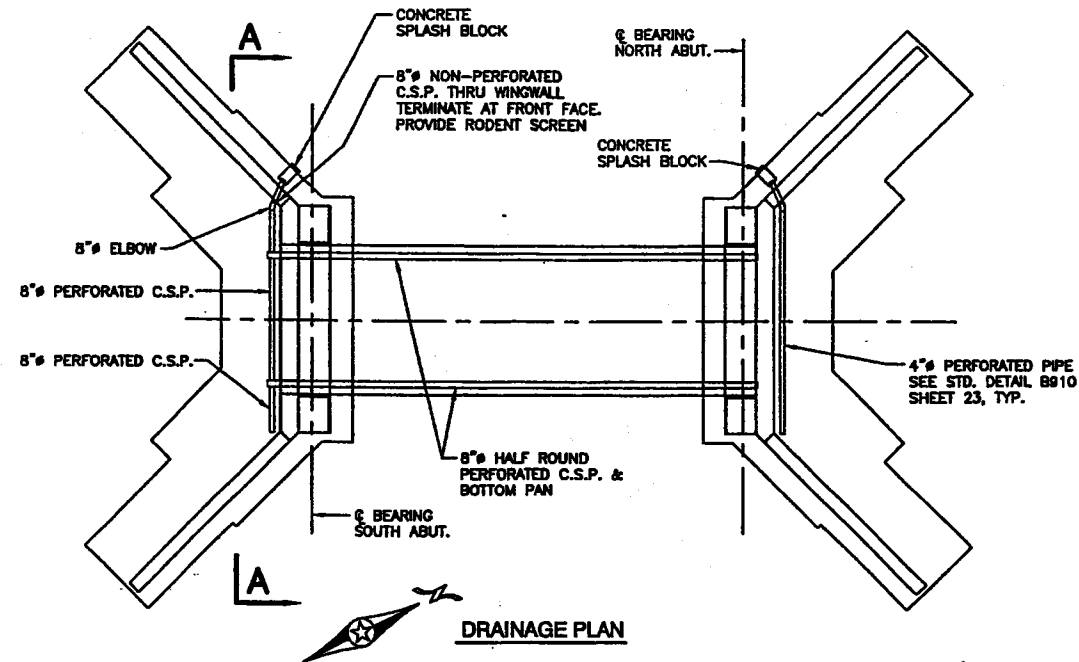 CONCRETE
SPLASH BLOCK
A
8"ø NON-PERFORATED
C.S.P. THRU WINGWALL
TERMINATE AT FRONT FACE.
PROVIDE RODENT SCREEN
℄ BEARING
NORTH ABUT.
CONCRETE
SPLASH BLOCK
8"ø ELBOW
8"ø PERFORATED C.S.P.
8"ø PERFORATED C.S.P.
4"ø PERFORATED PIPE
SEE STD. DETAIL B910
SHEET 23, TYP.
8"ø HALF ROUND
PERFORATED C.S.P. &
BOTTOM PAN
℄ BEARING
SOUTH ABUT.
A
N
DRAINAGE PLAN